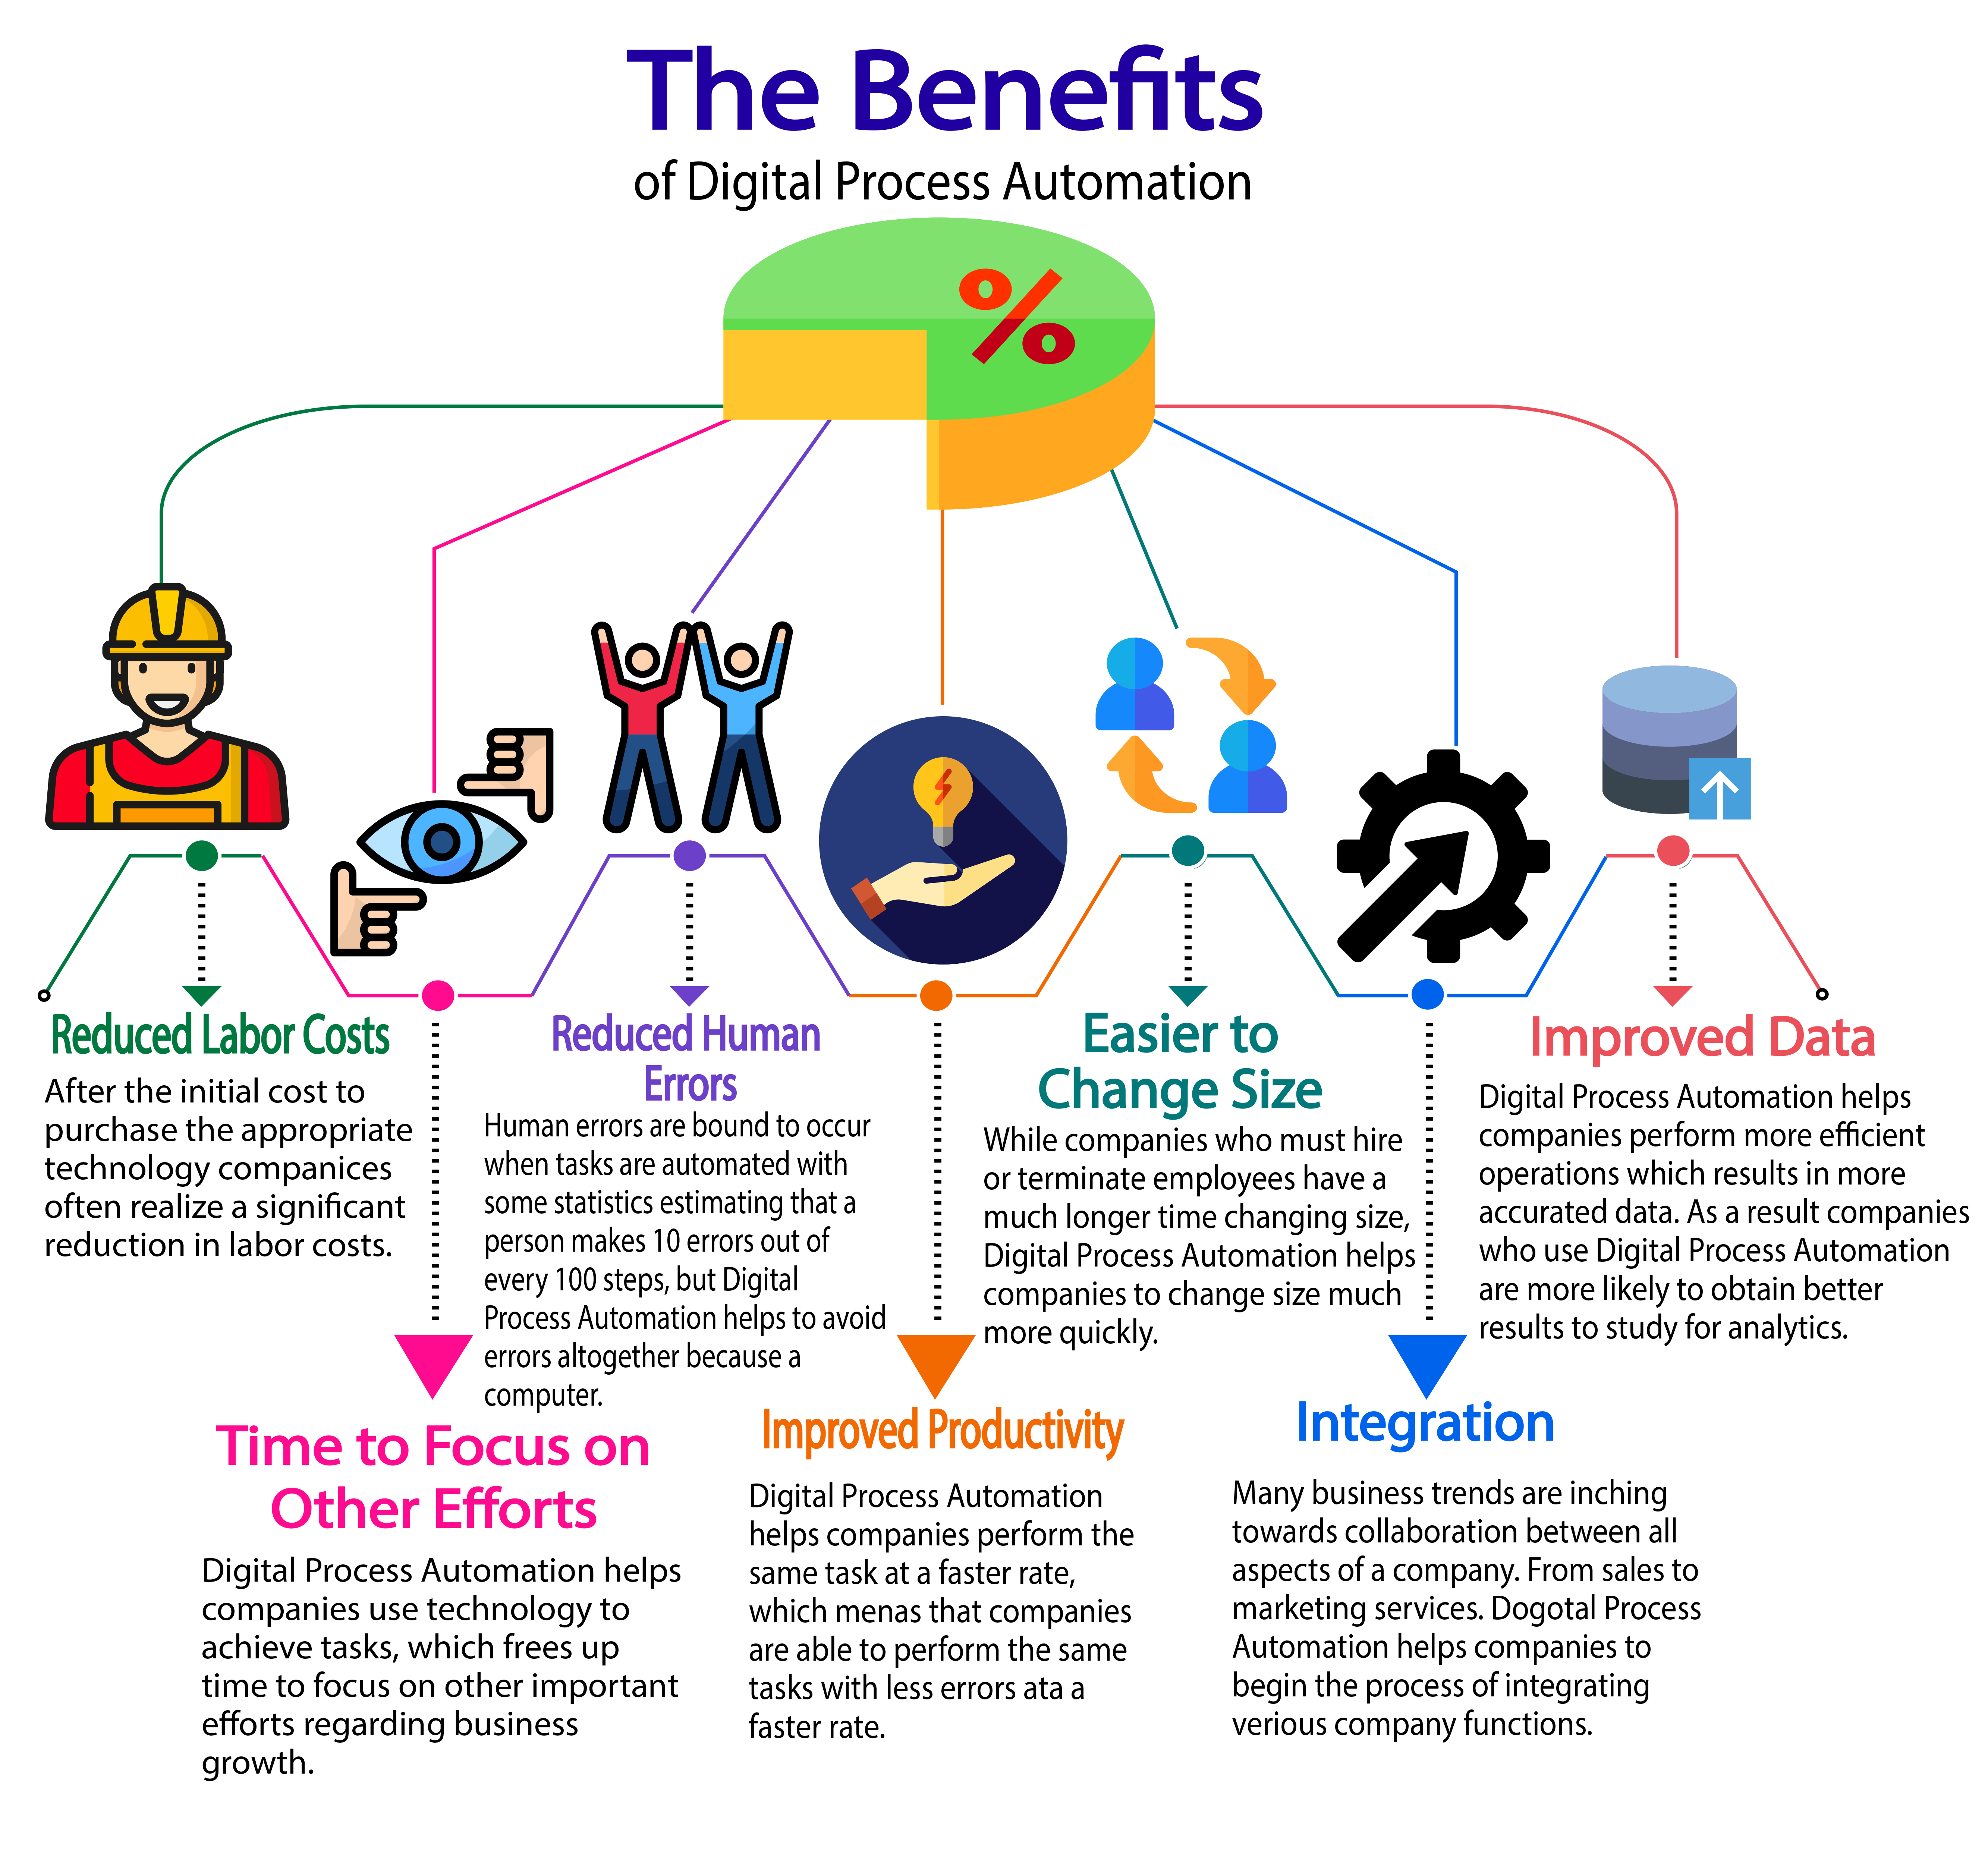 The Benefits
of Digital Process Automation
%
Reduced Labor Costs
After the initial cost to
purchase the appropriate
technology companices
often realize a significant
reduction in labor costs.
Time to Focus on
Other Efforts
Digital Process Automation helps
companies use technology to
achieve tasks, which frees up
time to focus on other important
efforts regarding business
growth.
Reduced Human
Errors
Human errors are bound to occur
when tasks are automated with
some statistics estimating that a
person makes 10 errors out of
every 100 steps, but Digital
Process Automation helps to avoid
errors altogether because a
computer.
Improved Productivity
Digital Process Automation
helps companies perform the
same task at a faster rate,
which menas that companies
are able to perform the same
tasks with less errors ata a
faster rate.
Easier to
Change Size
While companies who must hire
or terminate employees have a
much longer time changing size,
Digital Process Automation helps
companies to change size much
more quickly.
Integration
Many business trends are inching
towards collaboration between all
aspects of a company. From sales to
marketing services. Dogotal Process
Automation helps companies to
begin the process of integrating
verious company functions.
Improved Data
Digital Process Automation helps
companies perform more efficient
operations which results in more
accurated data. As a result companies
who use Digital Process Automation
are more likely to obtain better
results to study for analytics.